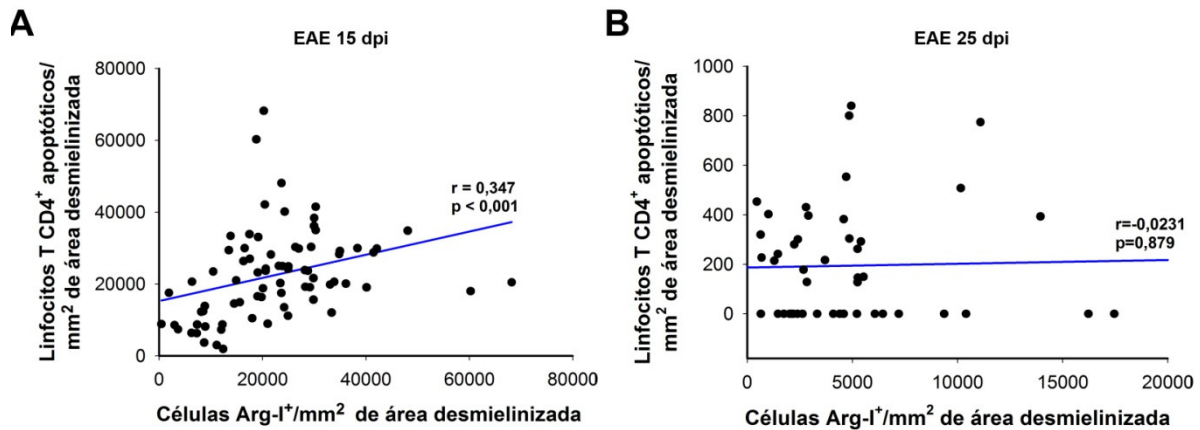 A
EAE 15 dpi
Linfocitos T CD4⁺ apoptóticos/
mm² de área desmielinizada
80000
60000
40000
20000
0
r = 0,347
p < 0,001
0 20000 40000 60000 80000
Células Arg-I⁺/mm² de área desmielinizada
B
EAE 25 dpi
Linfocitos T CD4⁺ apoptóticos/
mm² de área desmielinizada
1000
800
600
400
200
0
r=-0,0231
p=0,879
0 5000 10000 15000 20000
Células Arg-I⁺/mm² de área desmielinizada